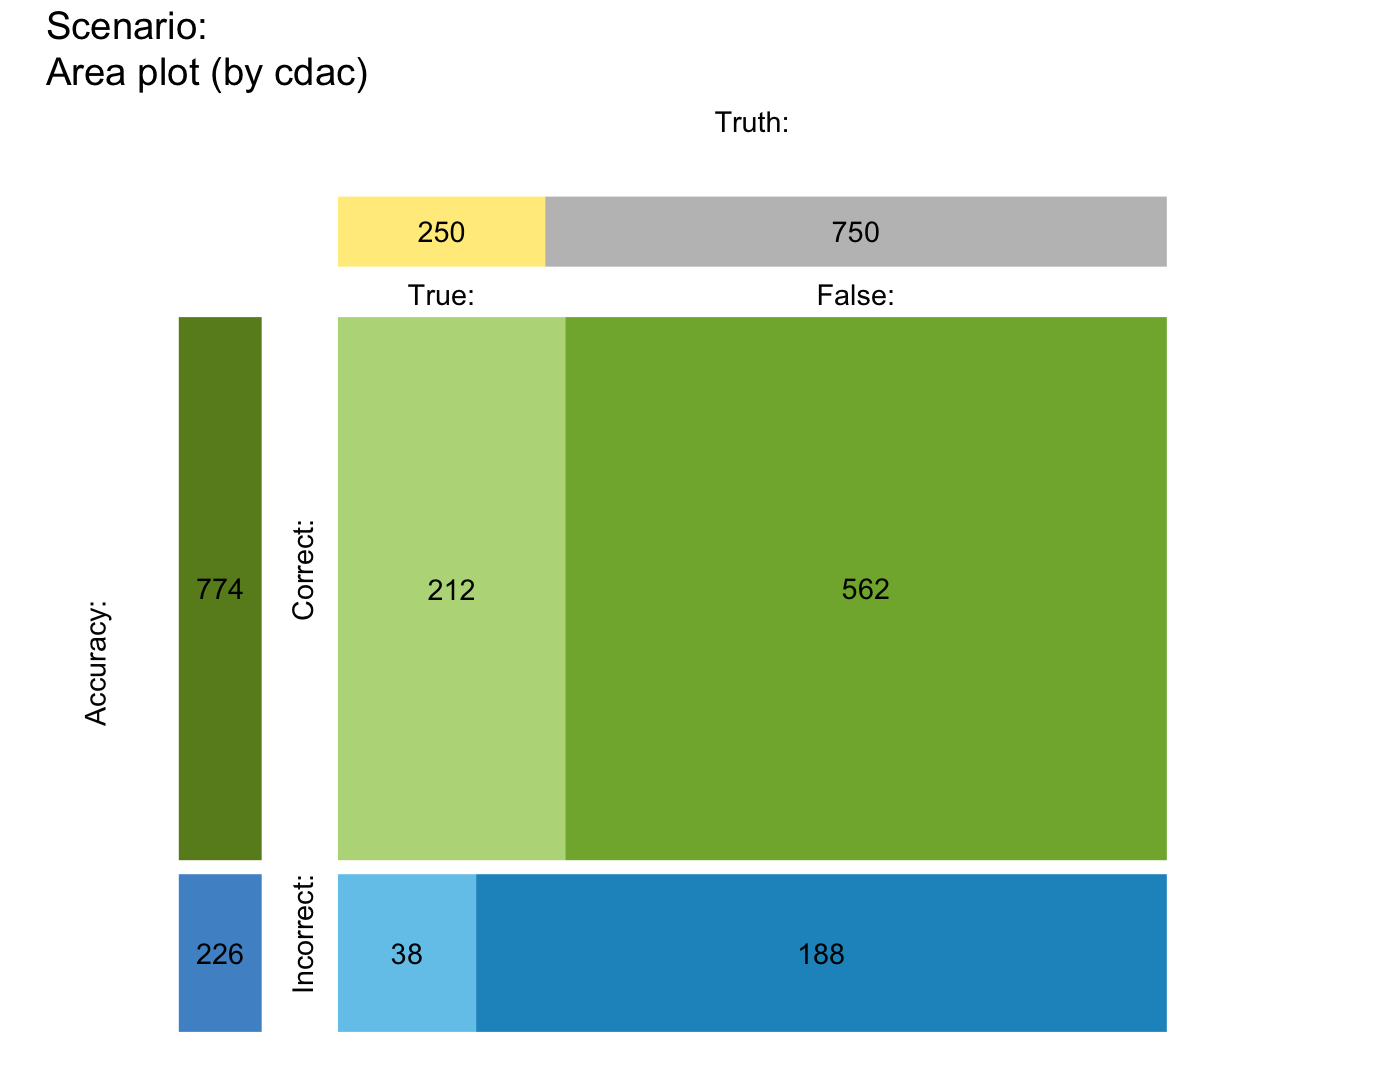 Scenario:
Area plot (by cdac)
Truth:
250 750
True: False:
Accuracy:
774
Correct:
212 562
226
Incorrect:
38 188